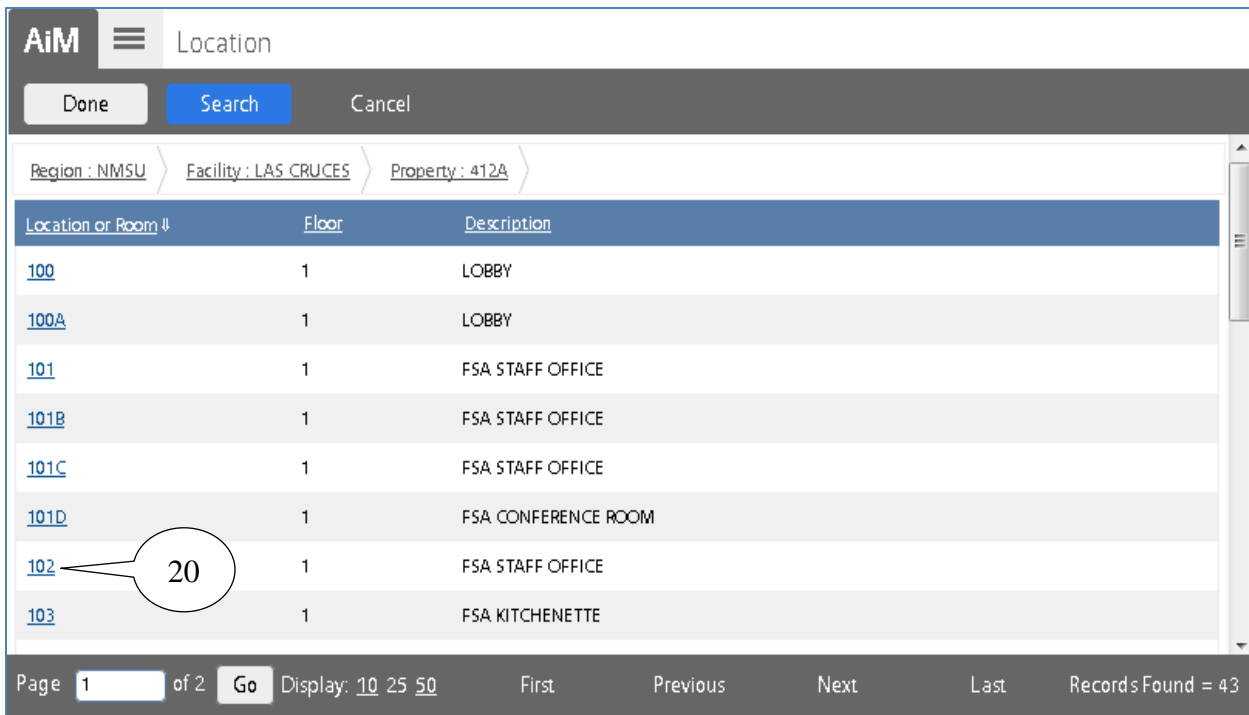 AiM Location
Done Search Cancel
Region : NMSU Facility : LAS CRUCES Property : 412A
Location or Room ⇓ Floor Description
100 1 LOBBY
100A 1 LOBBY
101 1 FSA STAFF OFFICE
101B 1 FSA STAFF OFFICE
101C 1 FSA STAFF OFFICE
101D 1 FSA CONFERENCE ROOM
102 20 1 FSA STAFF OFFICE
103 1 FSA KITCHENETTE
Page 1 of 2 Go Display: 10 25 50 First Previous Next Last Records Found = 43